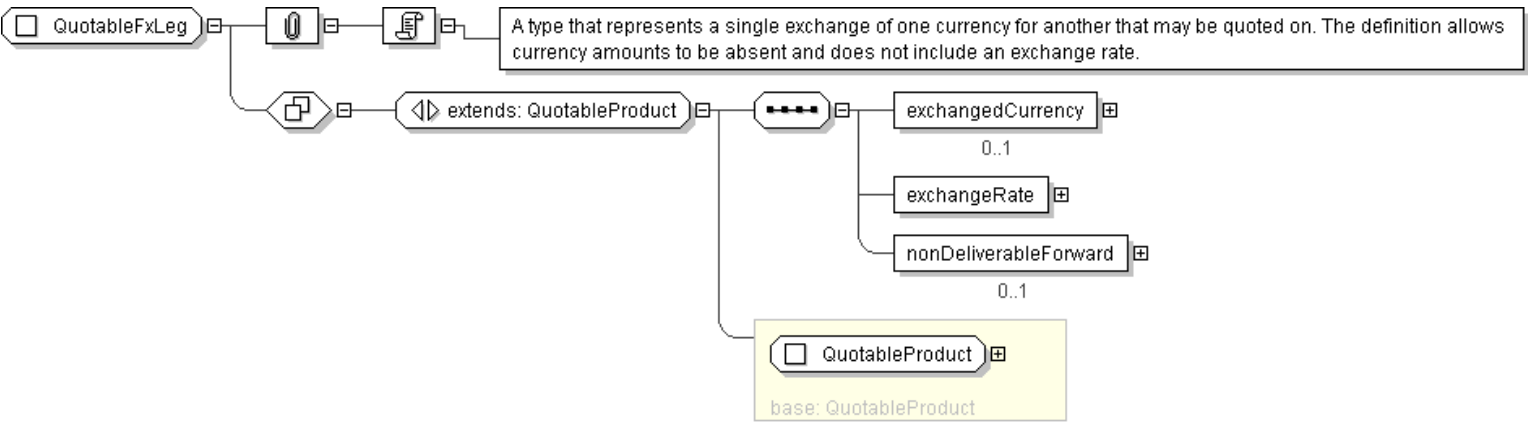 QuotableFxLeg
A type that represents a single exchange of one currency for another that may be quoted on. The definition allows
currency amounts to be absent and does not include an exchange rate.
extends: QuotableProduct
exchangedCurrency
0..1
exchangeRate
nonDeliverableForward
0..1
QuotableProduct
base: QuotableProduct